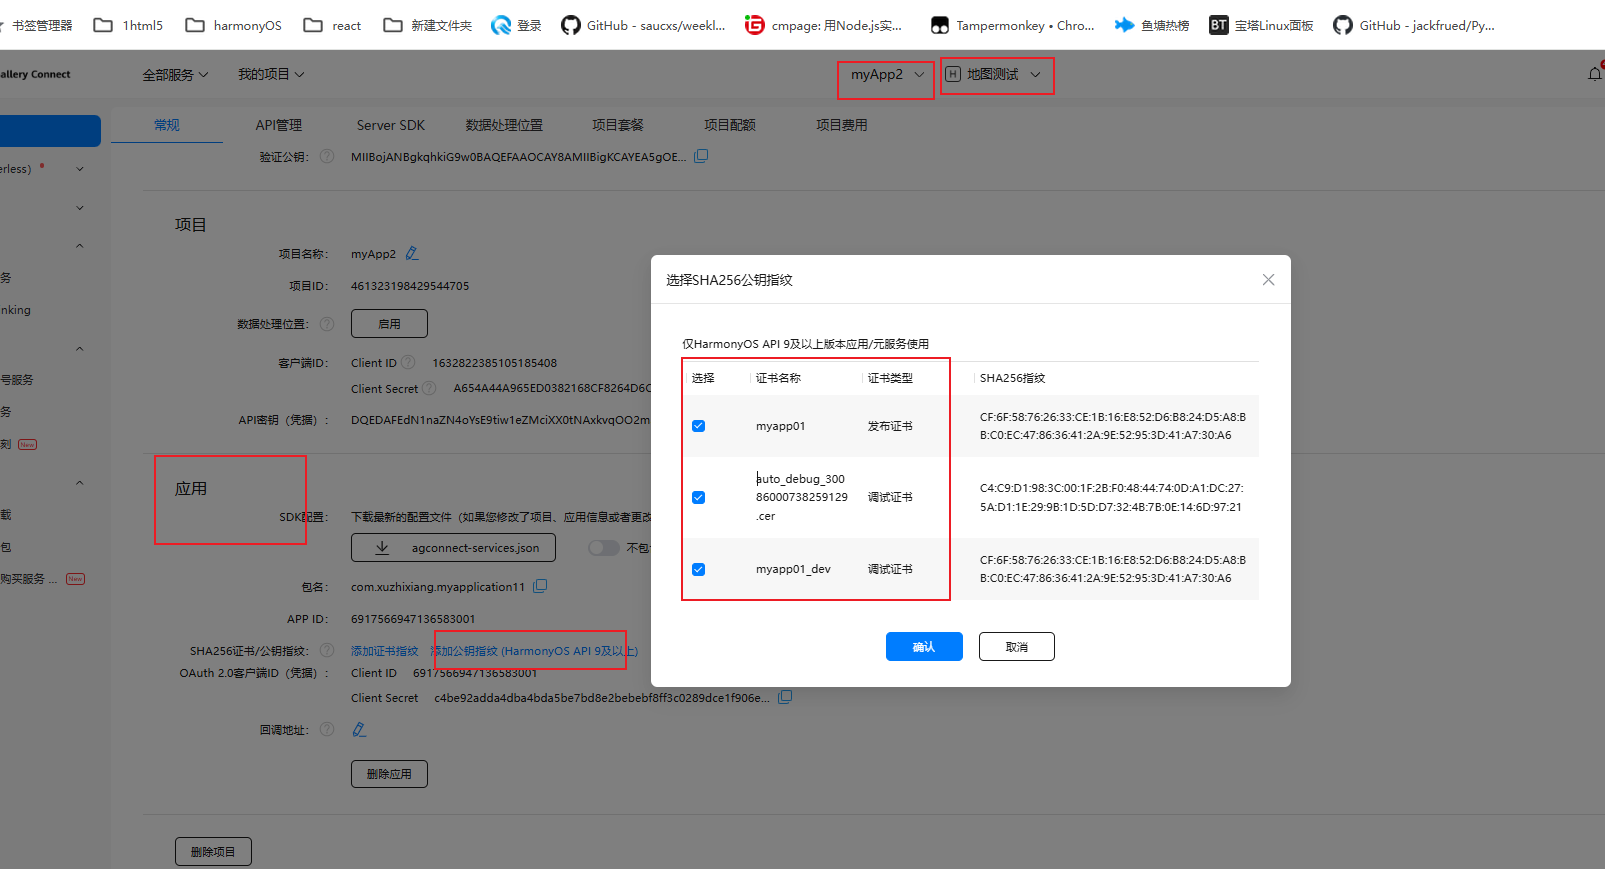 书签管理器 1html5 harmonyOS react 新建文件夹 登录 GitHub - saucxs/weekl... cmpage: 用Node.js实... Tampermonkey • Chro... 鱼塘热榜 BT 宝塔Linux面板 GitHub - jackfrued/Py...
allery Connect 全部服务 我的项目 myApp2 H 地图测试
常规 API管理 Server SDK 数据处理位置 项目套餐 项目配额 项目费用
验证公钥: ? MIIBojANBgkqhkiG9w0BAQEFAAOCAY8AMIIBigKCAYEA5gOE...
erless)
项目
项目名称: myApp2
务
项目ID: 461323198429544705
nking
数据处理位置: ? 启用
客户端ID: Client ID ? 1632822385105185408
号服务
Client Secret ? A654A44A965ED0382168CF8264D6C
务
API密钥（凭据）: DQEDAFEdN1naZN4oYsE9tiw1eZMciXX0tNAxkvqOO2m
刻 New
应用
SDK配置: 下载最新的配置文件（如果您修改了项目、应用信息或者更改
载
agconnect-services.json 不包
包
购买服务 ... New
包名: com.xuzhixiang.myapplication11
APP ID: 6917566947136583001
SHA256证书/公钥指纹: ? 添加证书指纹 添加公钥指纹 (HarmonyOS API 9及以上)
OAuth 2.0客户端ID（凭据）: Client ID 6917566947136583001
Client Secret c4be92adda4dba4bda5be7bd8e2bebebf8ff3c0289dce1f906e...
回调地址: ?
删除应用
删除项目
选择SHA256公钥指纹
仅HarmonyOS API 9及以上版本应用/元服务使用
选择 证书名称 证书类型 SHA256指纹
myapp01 发布证书 CF:6F:58:76:26:33:CE:1B:16:E8:52:D6:B8:24:D5:A8:B
B:C0:EC:47:86:36:41:2A:9E:52:95:3D:41:A7:30:A6
auto_debug_300
86000738259129
.cer
调试证书
C4:C9:D1:98:3C:00:1F:2B:F0:48:44:74:0D:A1:DC:27:
5A:D1:1E:29:9B:1D:5D:D7:32:4B:7B:0E:14:6D:97:21
myapp01_dev 调试证书 CF:6F:58:76:26:33:CE:1B:16:E8:52:D6:B8:24:D5:A8:B
B:C0:EC:47:86:36:41:2A:9E:52:95:3D:41:A7:30:A6
确认 取消